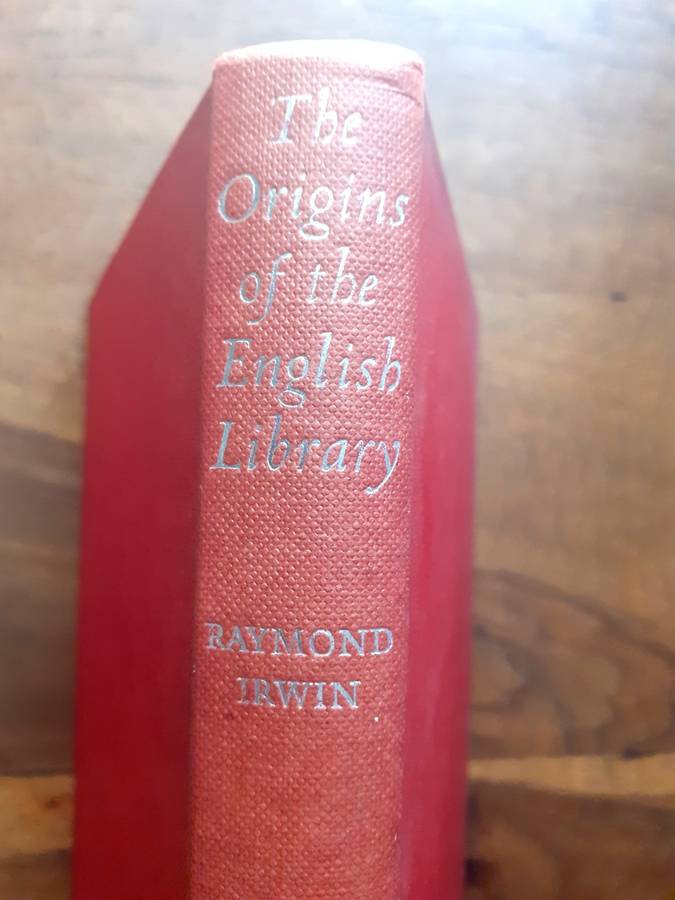 The
Origins
of the
English
Library
RAYMOND
IRWIN